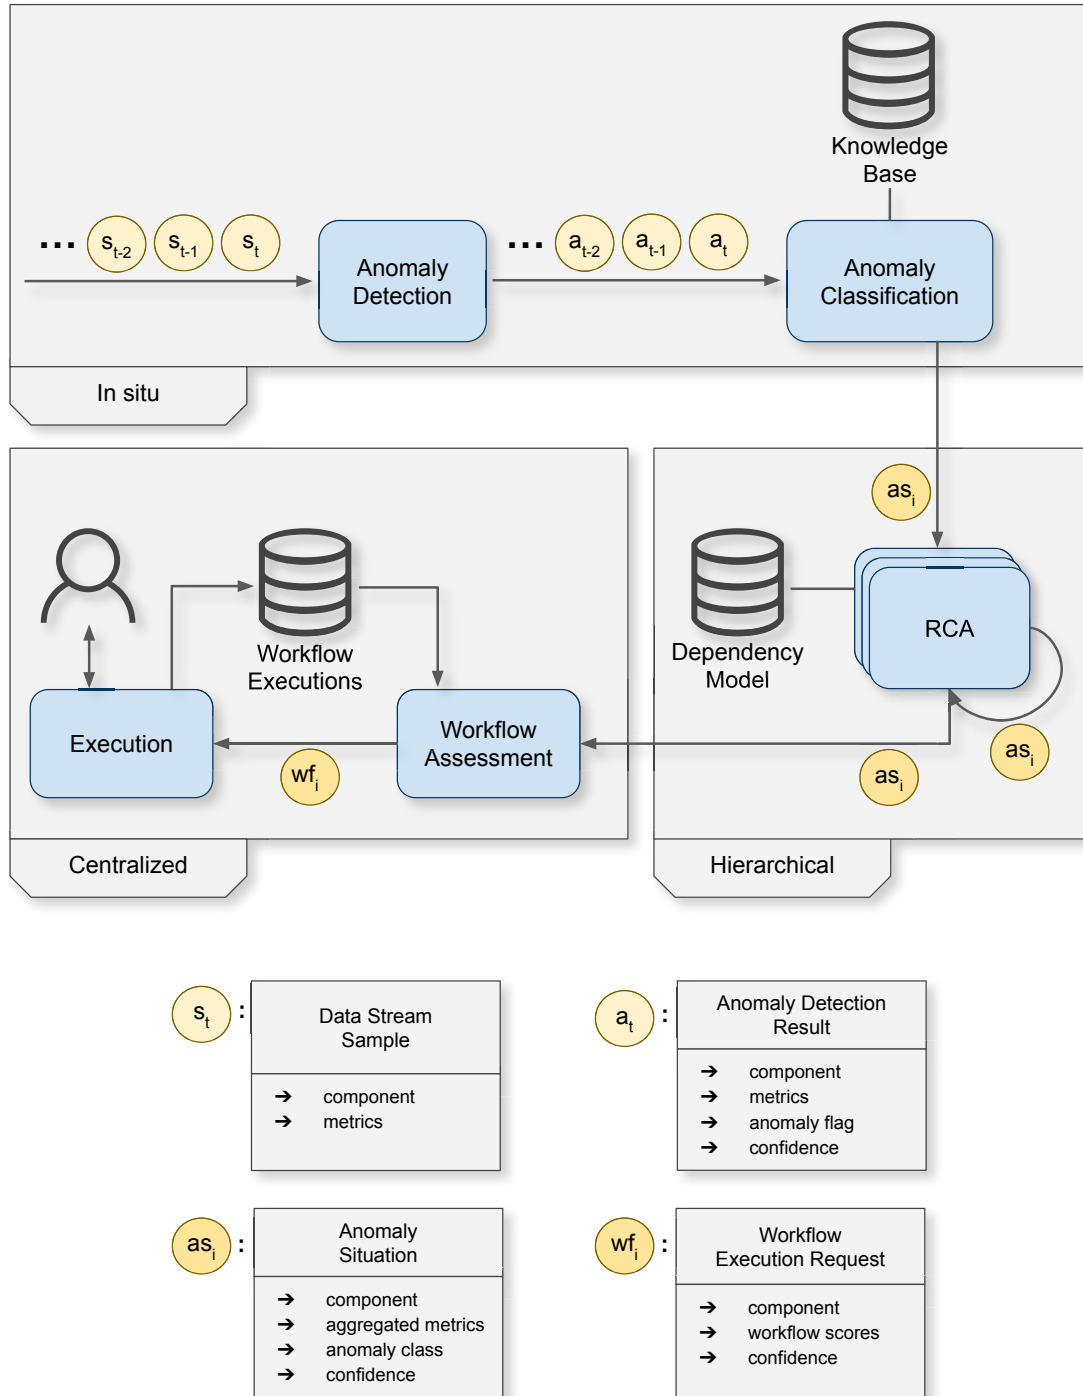 Knowledge
Base
... s_{t-2} s_{t-1} s_t
... a_{t-2} a_{t-1} a_t
Anomaly
Detection
Anomaly
Classification
In situ
as_i
Workflow
Executions
Dependency
Model
RCA
Execution
Workflow
Assessment
wf_i
as_i
as_i
Centralized
Hierarchical
s_t :
Data Stream
Sample
➔ component
➔ metrics
a_t :
Anomaly Detection
Result
➔ component
➔ metrics
➔ anomaly flag
➔ confidence
as_i :
Anomaly
Situation
➔ component
➔ aggregated metrics
➔ anomaly class
➔ confidence
wf_i :
Workflow
Execution Request
➔ component
➔ workflow scores
➔ confidence